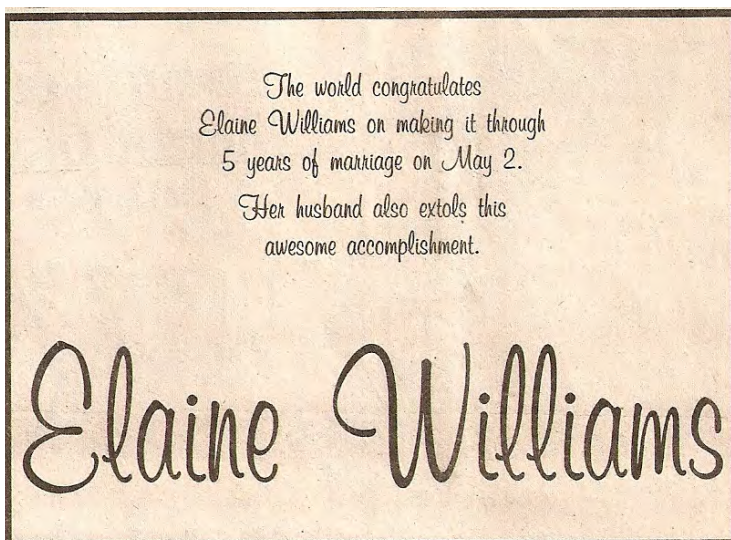 The world congratulates
Elaine Williams on making it through
5 years of marriage on May 2.
Her husband also extols this
awesome accomplishment.
Elaine Williams